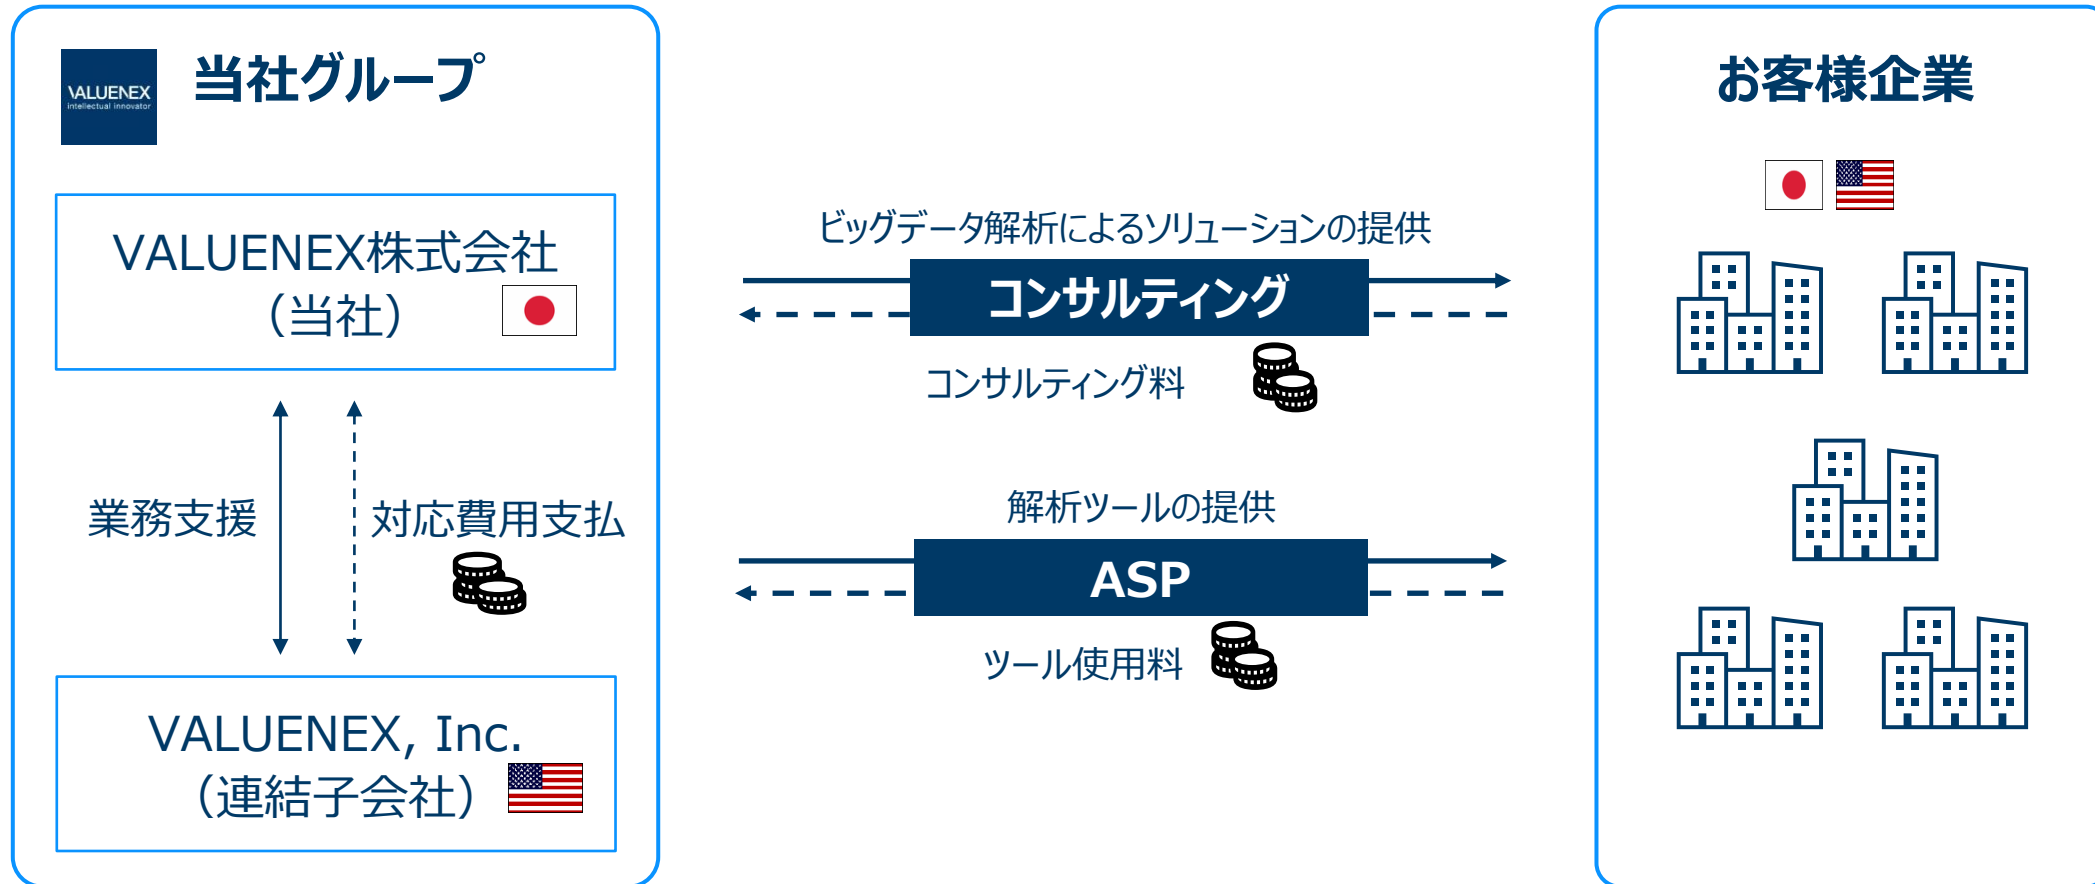 VALUENEX
intellectual innovator
当社グループ
VALUENEX株式会社
（当社）
業務支援
対応費用支払
VALUENEX, Inc.
（連結子会社）
ビッグデータ解析によるソリューションの提供
コンサルティング
コンサルティング料
解析ツールの提供
ASP
ツール使用料
お客様企業